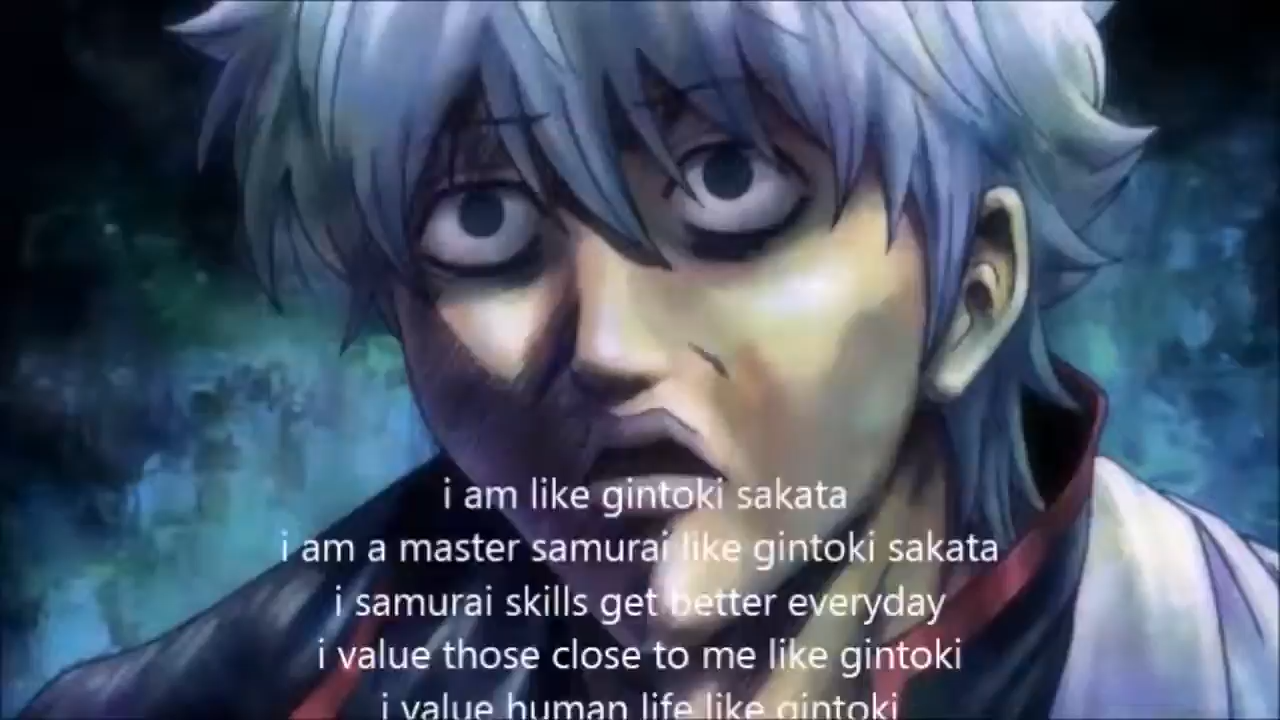 i am like gintoki sakata
i am a master samurai like gintoki sakata
i samurai skills get better everyday
i value those close to me like gintoki
i value human life like gintoki